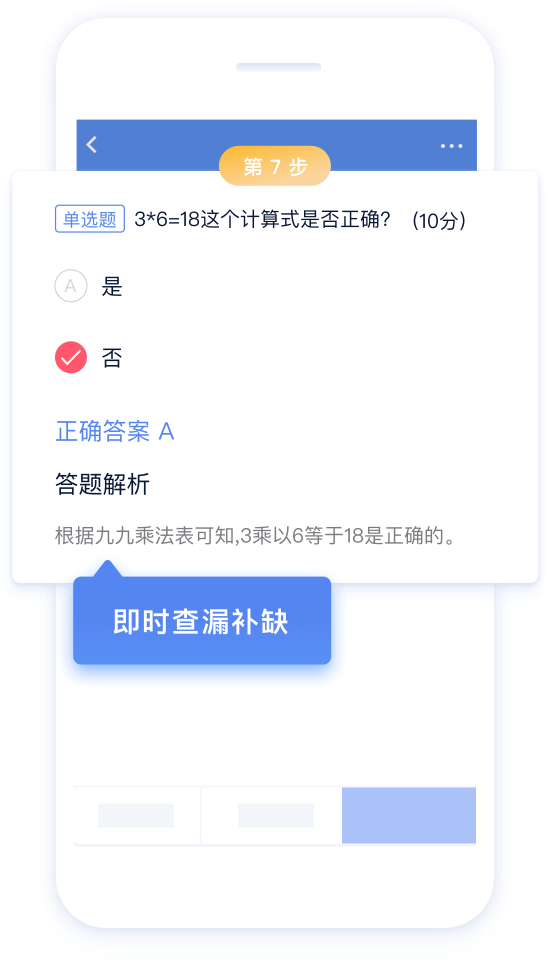 第 7 步
单选题 3*6=18这个计算式是否正确? (10分)
A 是
否
正确答案 A
答题解析
根据九九乘法表可知,3乘以6等于18是正确的。
即时查漏补缺